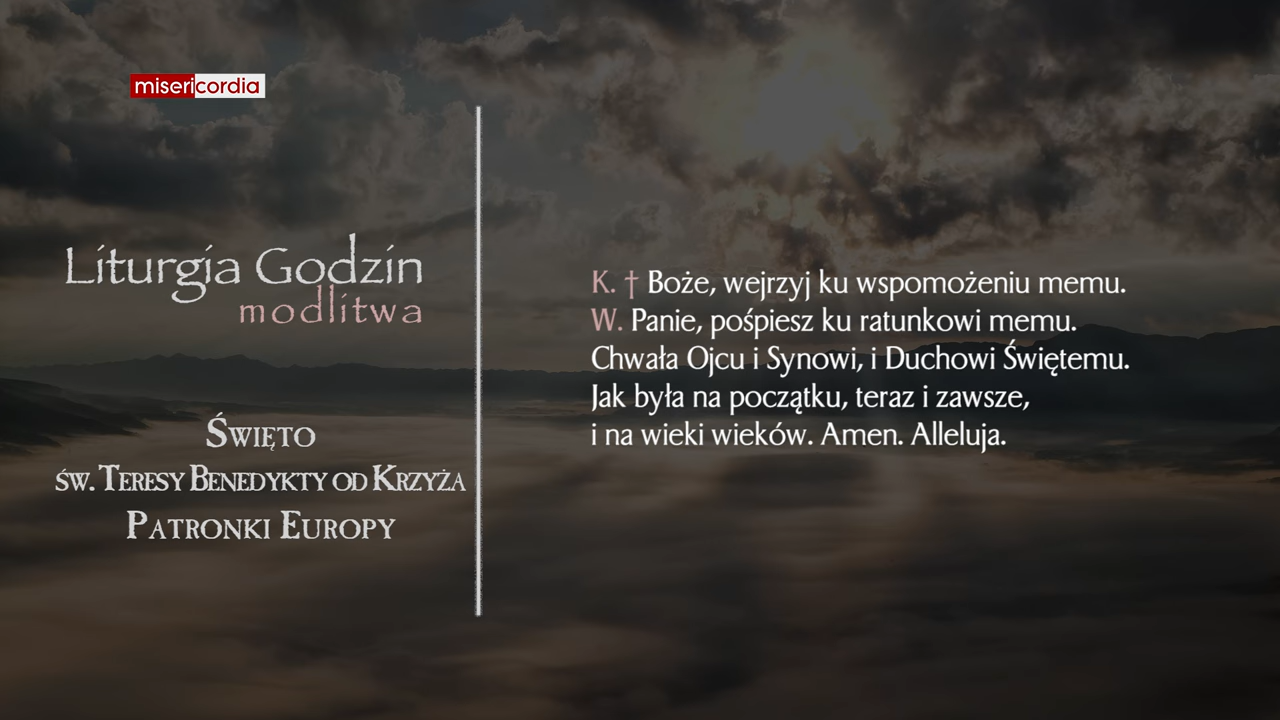 misericordia
Liturgia Godzin
modlitwa
Święto
św. Teresy Benedykty od Krzyża
Patronki Europy
K. † Boże, wejrzyj ku wspomożeniu memu.
W. Panie, pośpiesz ku ratunkowi memu.
Chwała Ojcu i Synowi, i Duchowi Świętemu.
Jak była na początku, teraz i zawsze,
i na wieki wieków. Amen. Alleluja.